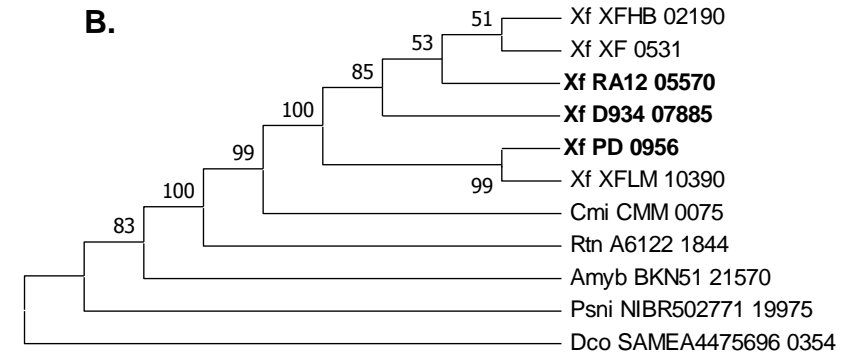 B.
51
Xf XFHB 02190
Xf XF 0531
53
Xf RA12 05570
85
Xf D934 07885
100
Xf PD 0956
99
Xf XFLM 10390
99
Cmi CMM 0075
100
Rtn A6122 1844
83
Amyb BKN51 21570
Psni NIBR502771 19975
Dco SAMEA4475696 0354